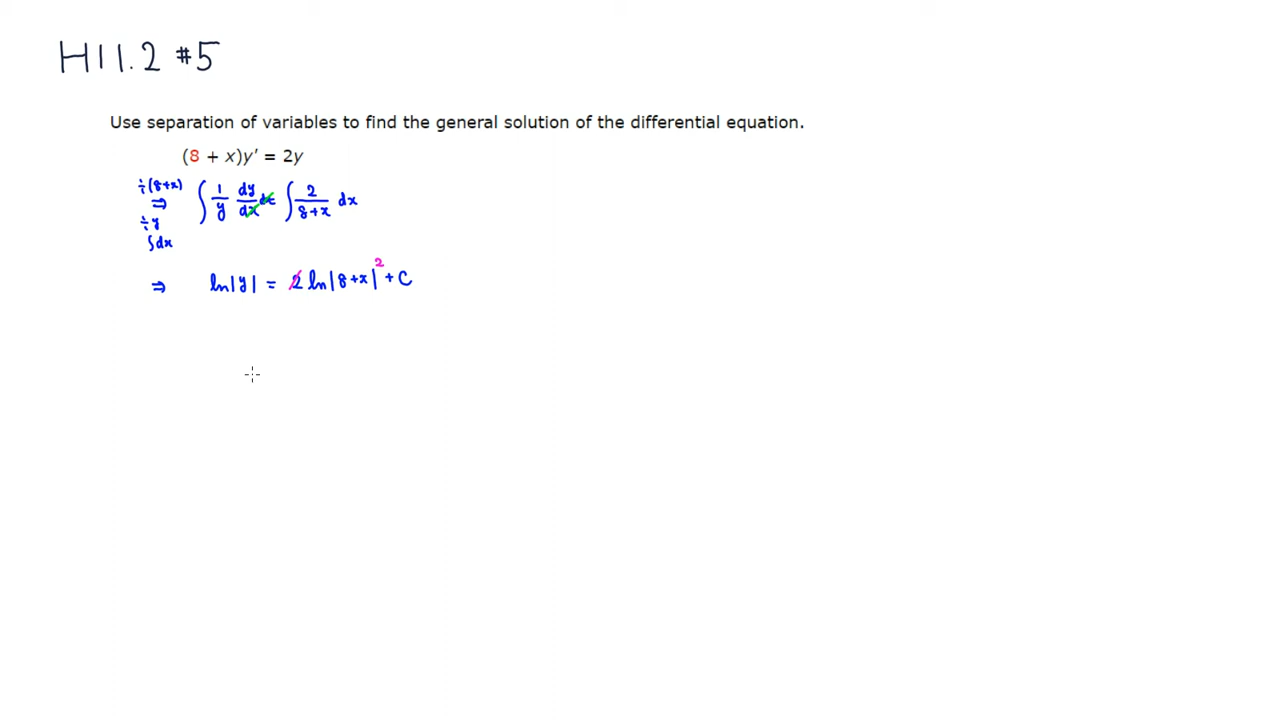 H11.2 #5
Use separation of variables to find the general solution of the differential equation.
(8 + x)y′ = 2y
÷(8+x)
⇒ ∫ 1/y dy/dx dx = ∫ 2/(8+x) dx
÷y
∫dx
⇒ ln|y| = 2 ln|8+x|² + C